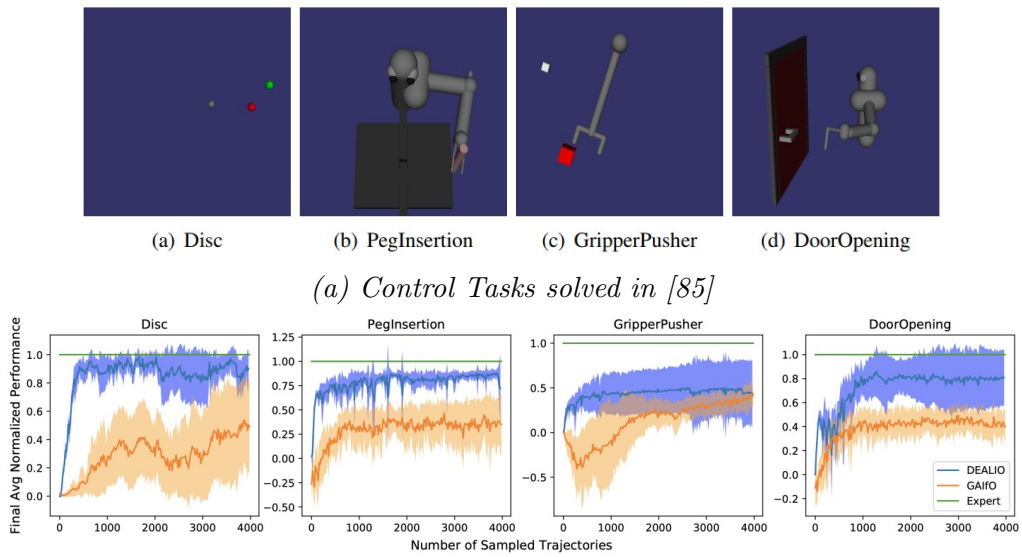 (a) Disc
(b) PegInsertion
(c) GripperPusher
(d) DoorOpening
(a) Control Tasks solved in [85]
Final Avg Normalized Performance
Disc
1.0
0.8
0.6
0.4
0.2
0.0
0 1000 2000 3000 4000
PegInsertion
1.25
1.00
0.75
0.50
0.25
0.00
−0.25
−0.50
0 1000 2000 3000 4000
GripperPusher
1.0
0.5
0.0
−0.5
0 1000 2000 3000 4000
DoorOpening
1.0
0.8
0.6
0.4
0.2
0.0
−0.2
0 1000 2000 3000 4000
DEALIO
GAIfO
Expert
Number of Sampled Trajectories